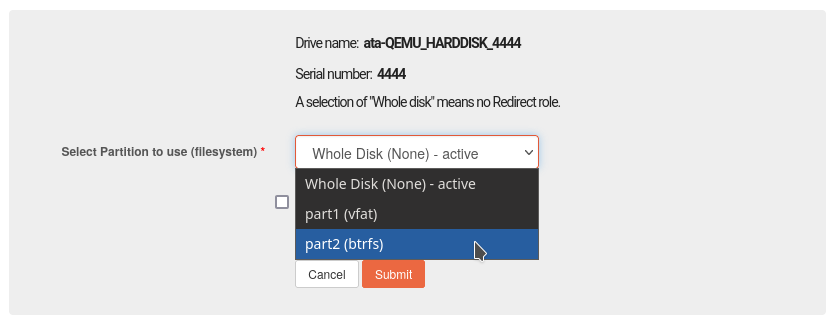 Drive name: ata-QEMU_HARDDISK_4444
Serial number: 4444
A selection of "Whole disk" means no Redirect role.
Select Partition to use (filesystem) *
Whole Disk (None) - active
Whole Disk (None) - active
part1 (vfat)
part2 (btrfs)
Cancel
Submit